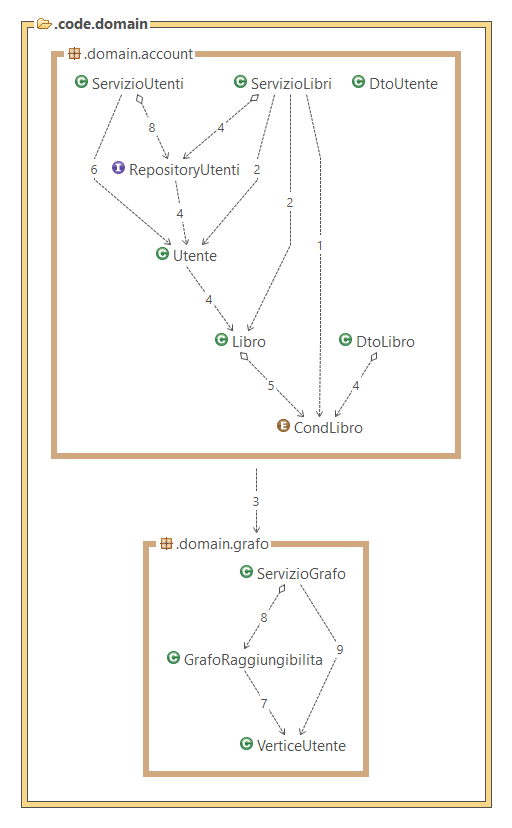 .code.domain
.domain.account
ServizioUtenti
ServizioLibri
DtoUtente
8
4
6
RepositoryUtenti
2
4
2
1
Utente
4
Libro
DtoLibro
5
4
CondLibro
3
.domain.grafo
ServizioGrafo
8
9
GrafoRaggiungibilita
7
VerticeUtente